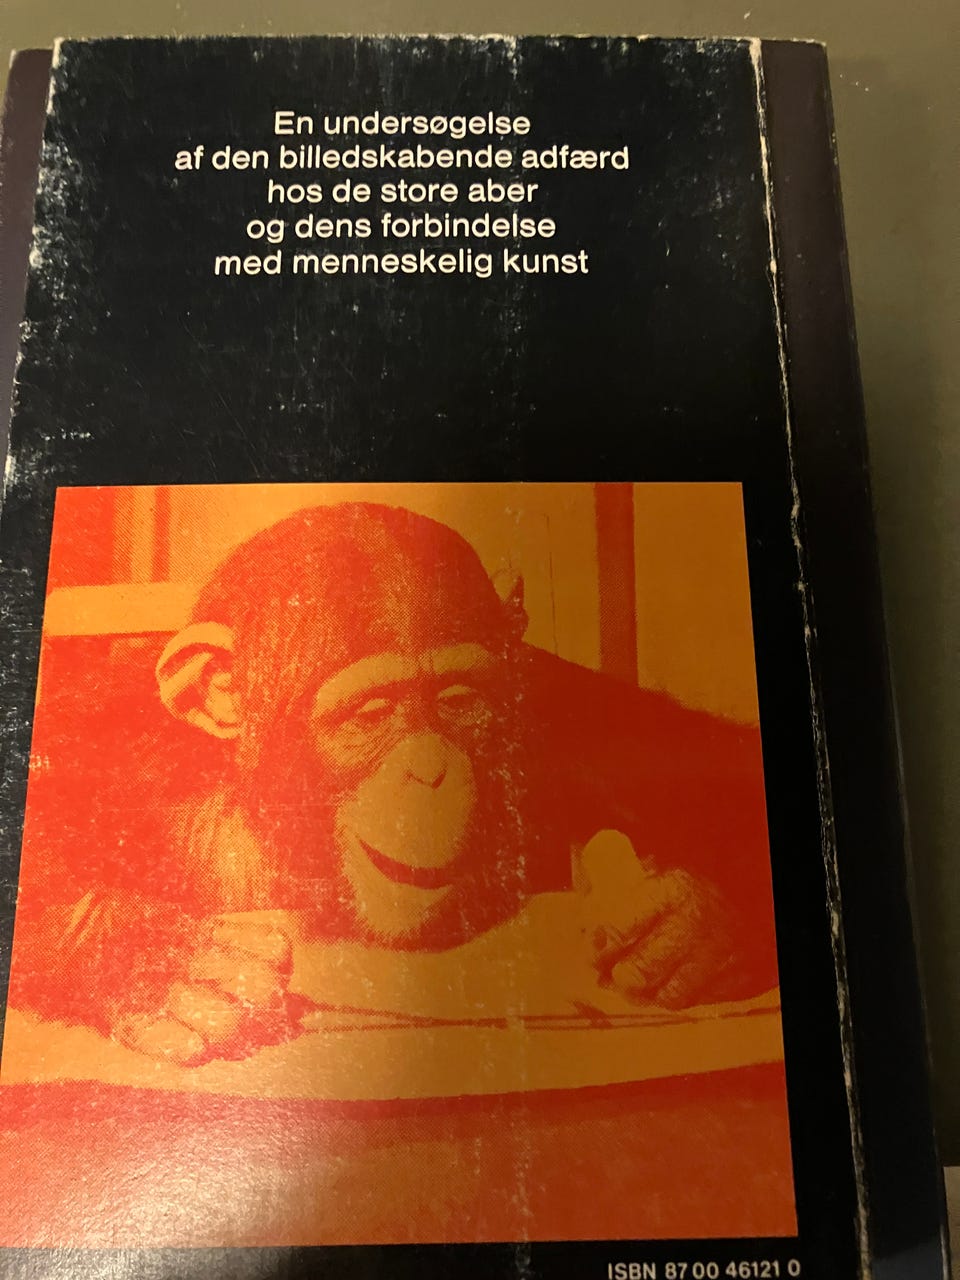 En undersøgelse
af den billedskabende adfærd
hos de store aber
og dens forbindelse
med menneskelig kunst
ISBN 87 00 46121 0